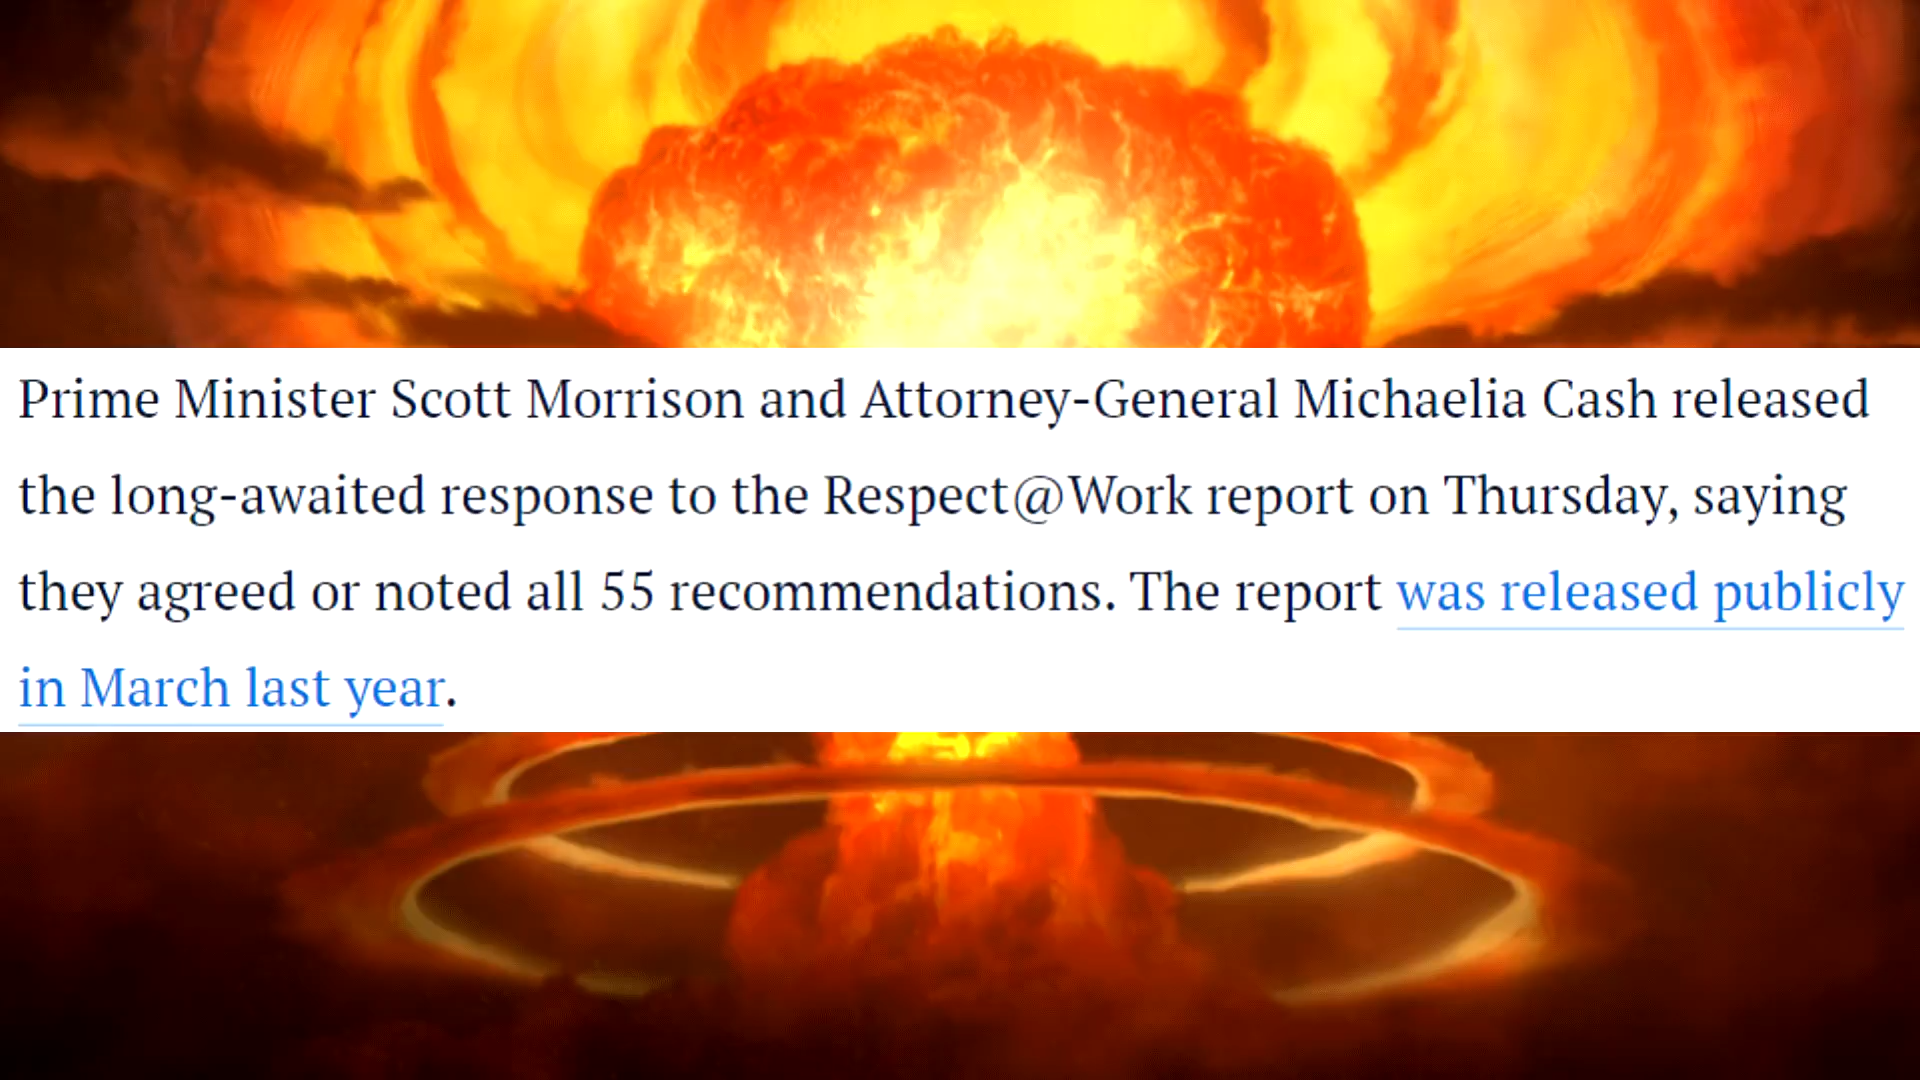 Prime Minister Scott Morrison and Attorney-General Michaelia Cash released
the long-awaited response to the Respect@Work report on Thursday, saying
they agreed or noted all 55 recommendations. The report was released publicly
in March last year.